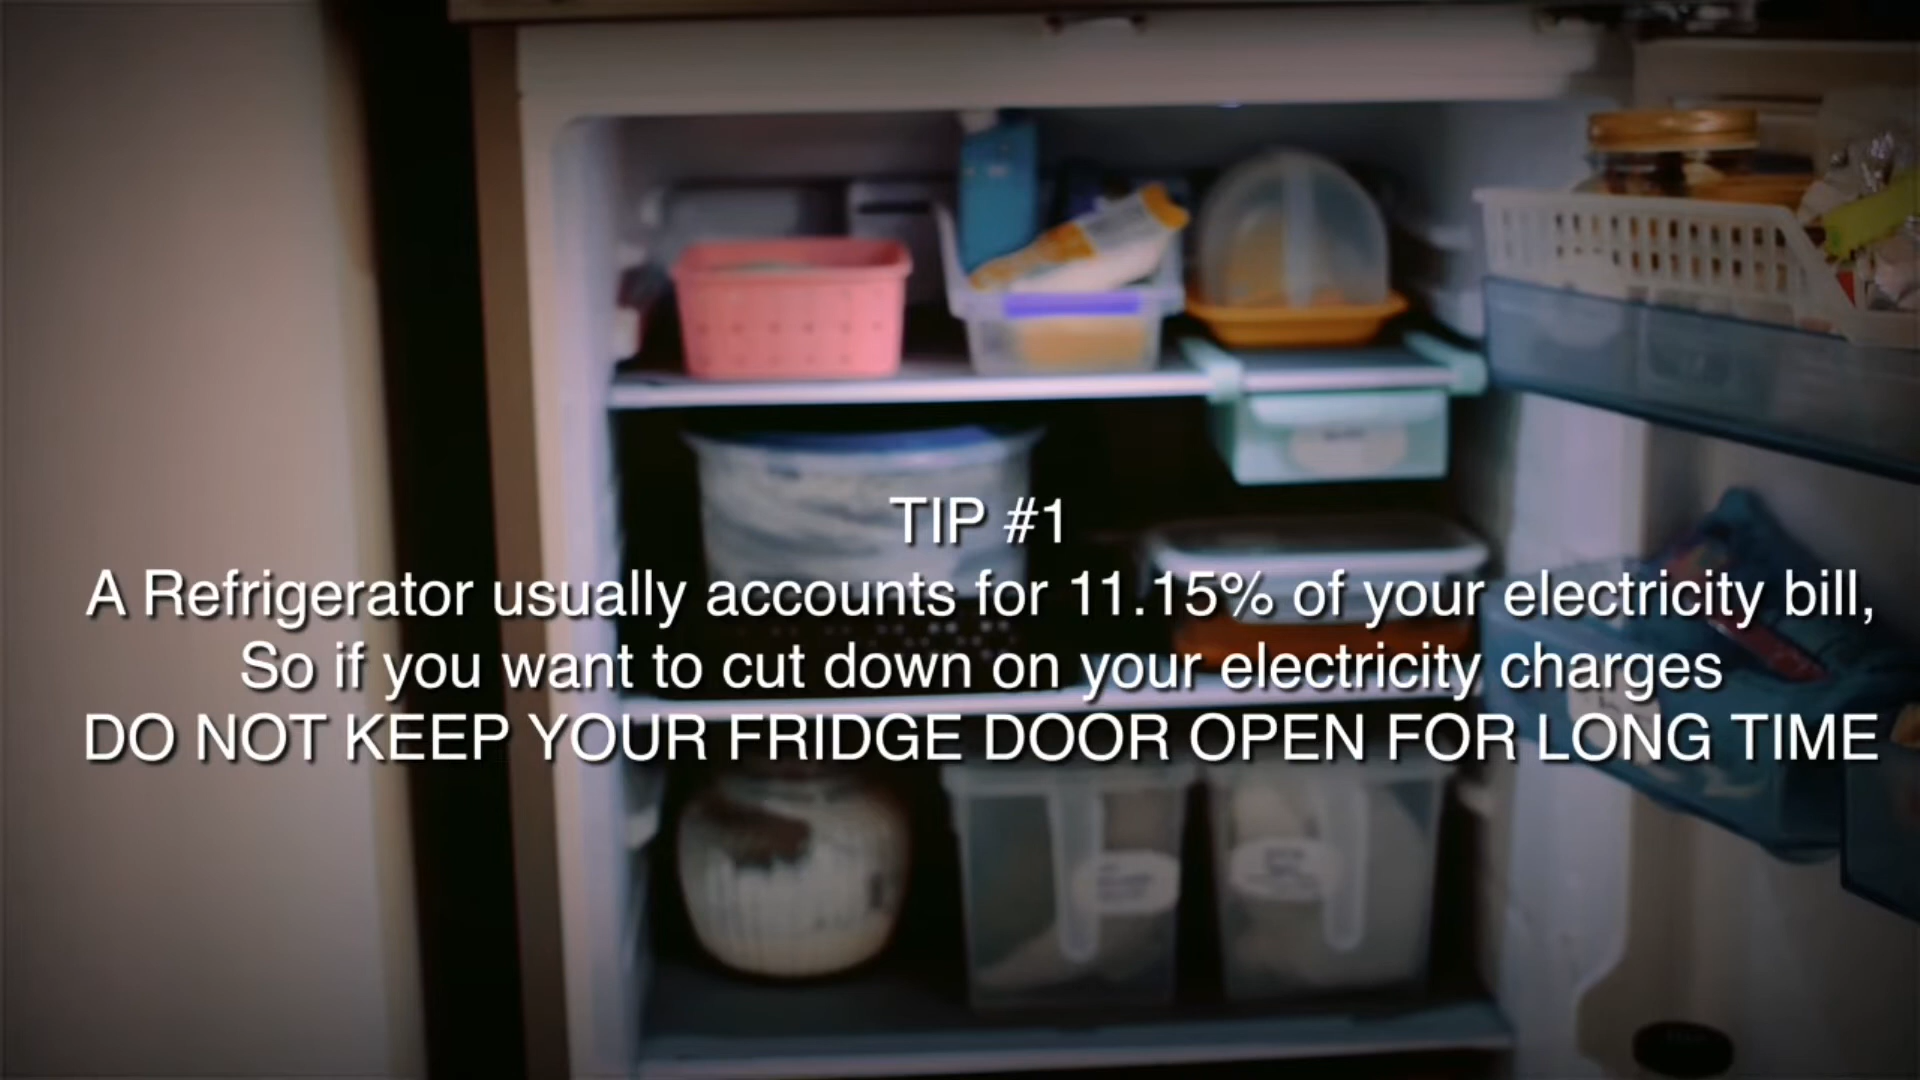 TIP #1
A Refrigerator usually accounts for 11.15% of your electricity bill,
So if you want to cut down on your electricity charges
DO NOT KEEP YOUR FRIDGE DOOR OPEN FOR LONG TIME